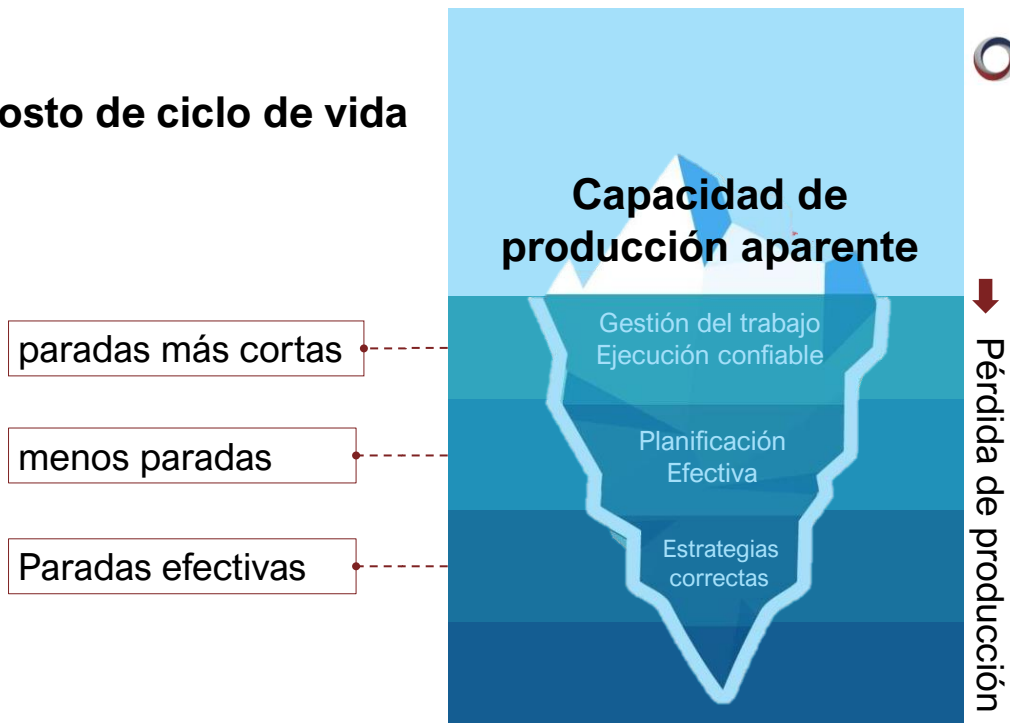 osto de ciclo de vida
Capacidad de
producción aparente
Gestión del trabajo
Ejecución confiable
paradas más cortas
Planificación
Efectiva
menos paradas
Estrategias
correctas
Paradas efectivas
Pérdida de producción